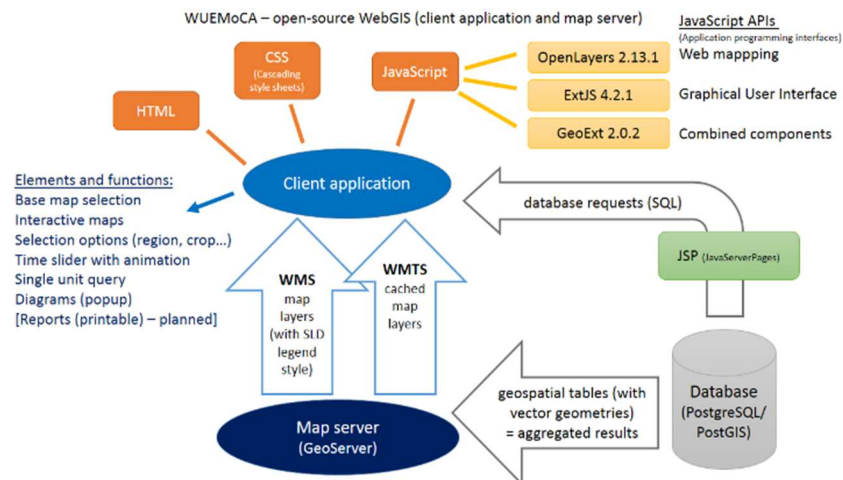 WUEMoCA – open-source WebGIS (client application and map server)
JavaScript APIs
(Application programming interfaces)
CSS
(Cascading
style sheets)
JavaScript
HTML
OpenLayers 2.13.1
Web mappping
ExtJS 4.2.1
Graphical User Interface
GeoExt 2.0.2
Combined components
Client application
Elements and functions:
Base map selection
Interactive maps
Selection options (region, crop...)
Time slider with animation
Single unit query
Diagrams (popup)
[Reports (printable) – planned]
database requests (SQL)
JSP (JavaServerPages)
WMS
map
layers
(with SLD
legend
style)
WMTS
cached
map
layers
Map server
(GeoServer)
geospatial tables (with
vector geometries)
= aggregated results
Database
(PostgreSQL/
PostGIS)